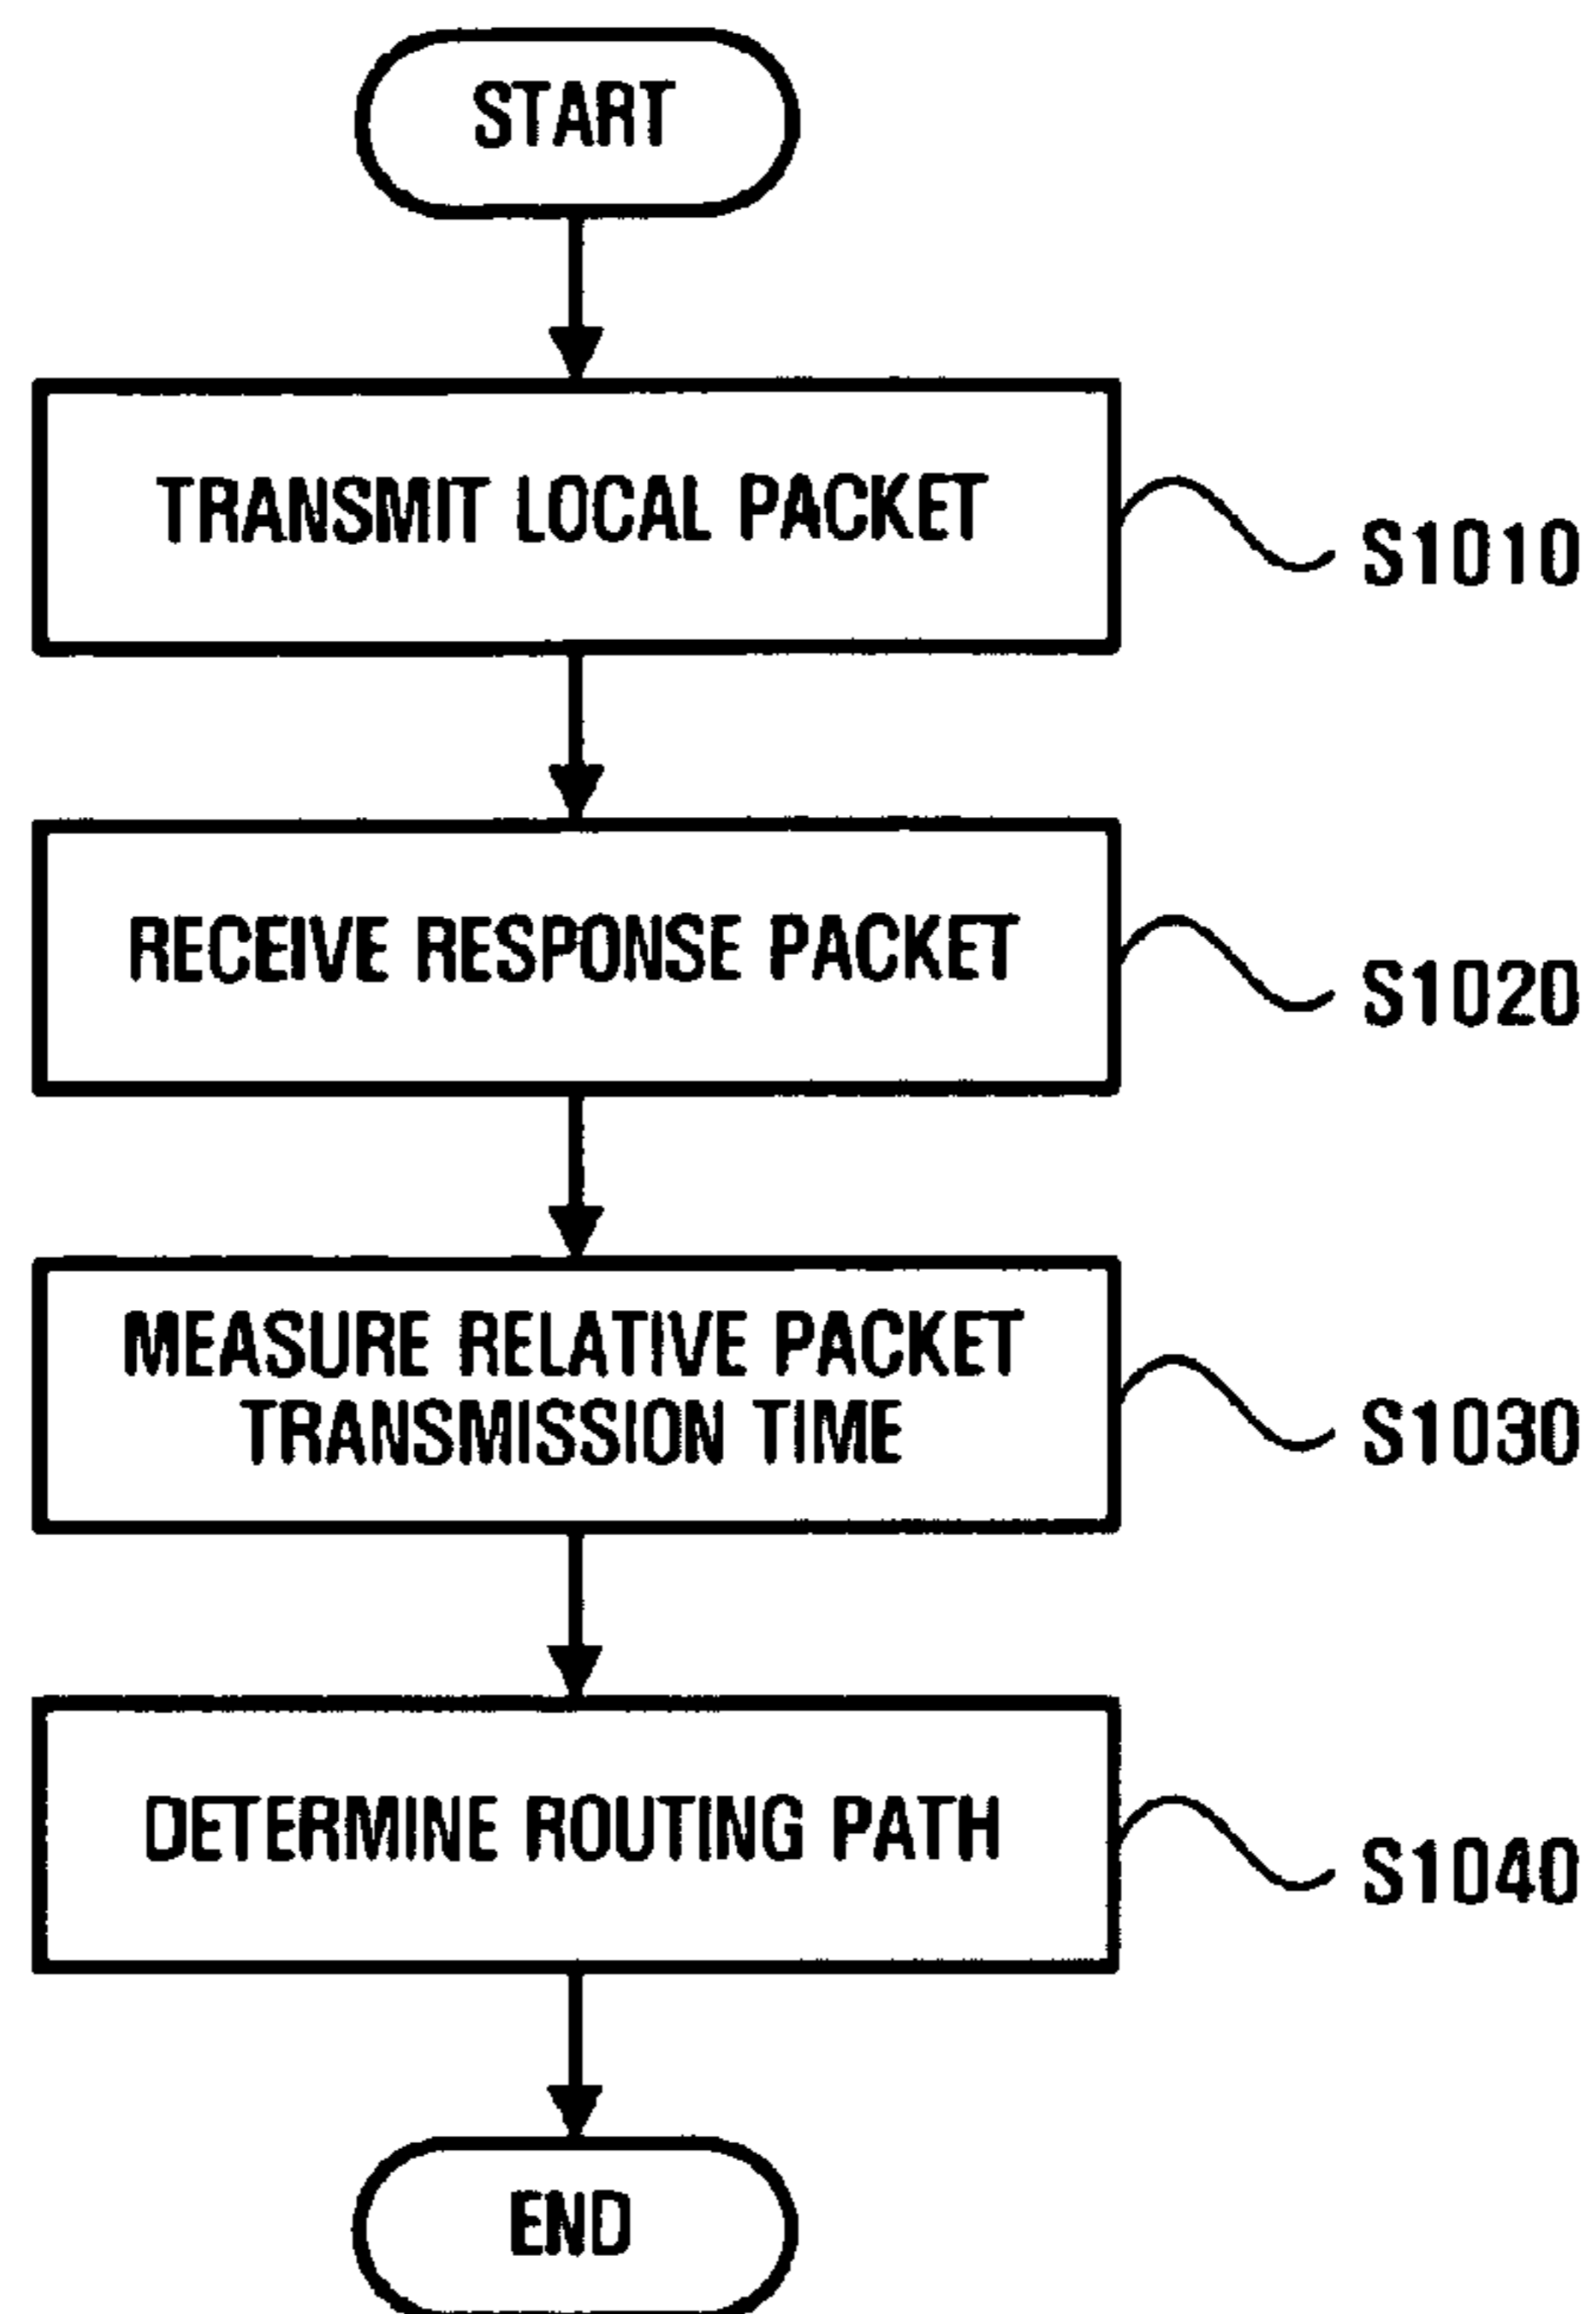 START
TRANSMIT LOCAL PACKET
S1010
RECEIVE RESPONSE PACKET
S1020
MEASURE RELATIVE PACKET
TRANSMISSION TIME
S1030
DETERMINE ROUTING PATH
S1040
END